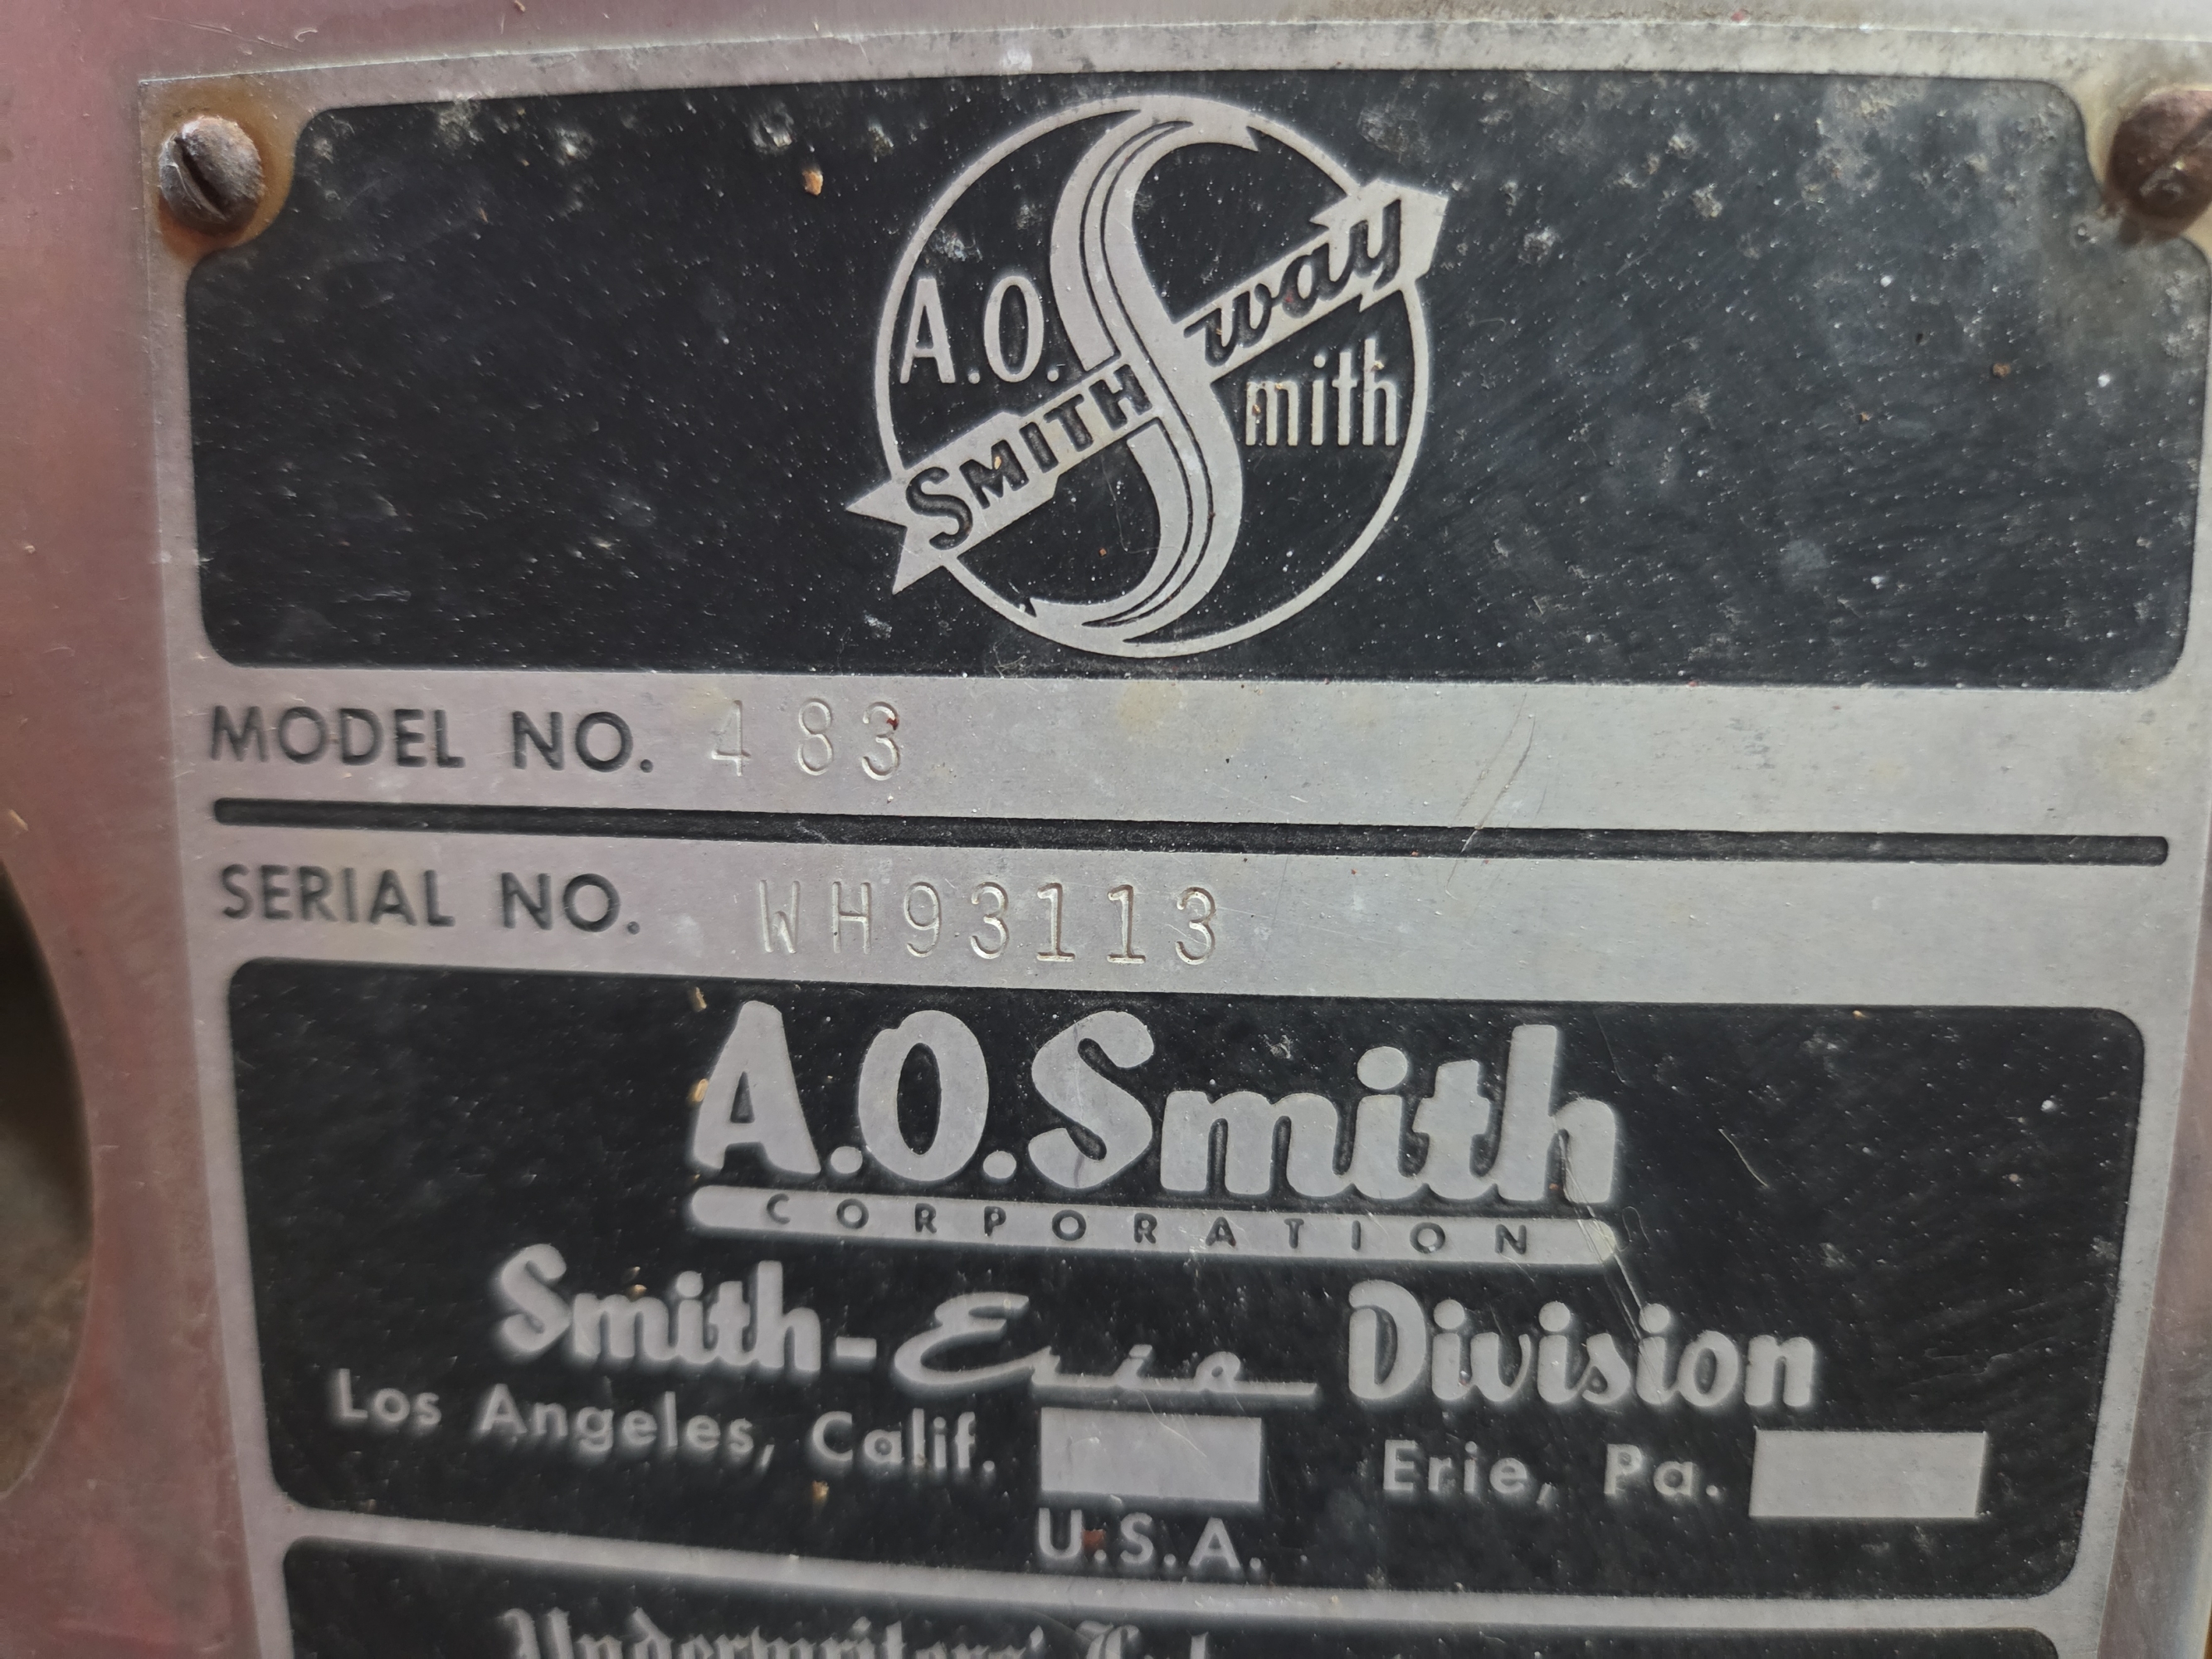 A.O. Smith
SMITH way
MODEL NO. 483
SERIAL NO. WH93113
A.O.Smith
CORPORATION
Smith-Erie Division
Los Angeles, Calif. Erie, Pa.
U.S.A.
Underwriters'